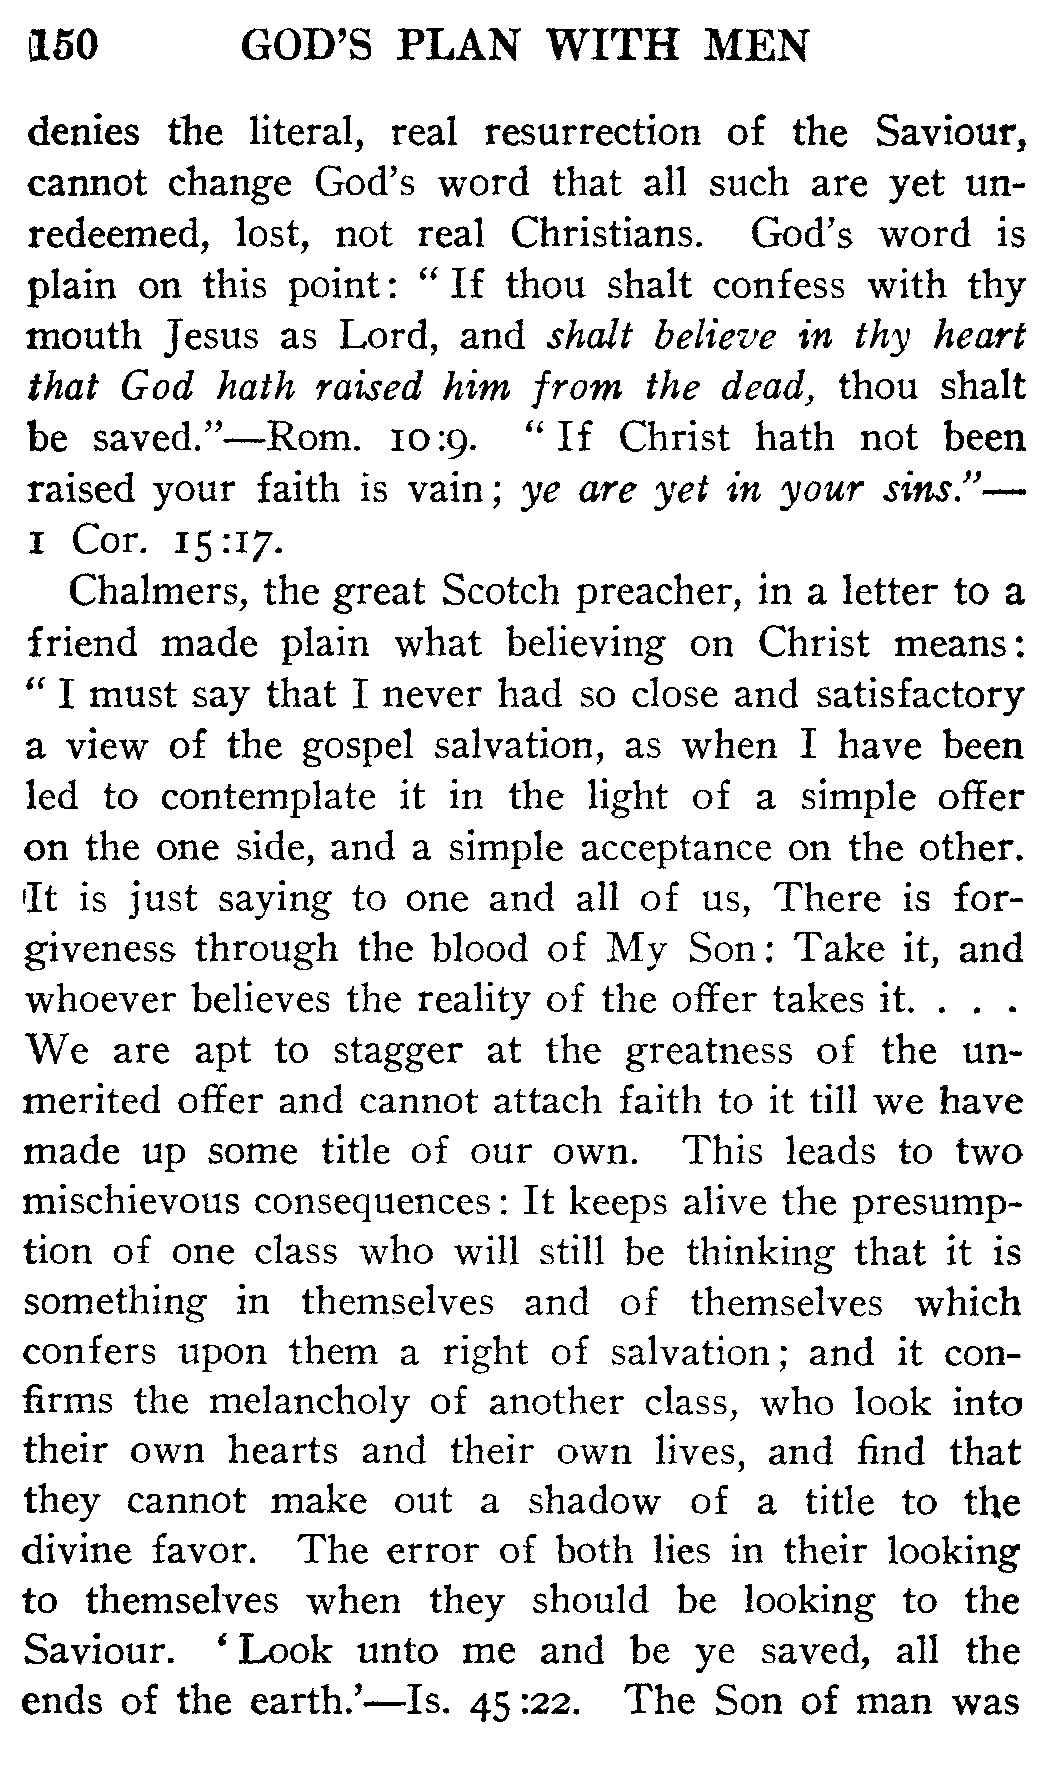 150 GOD'S PLAN WITH MEN
denies the literal, real resurrection of the Saviour,
cannot change God's word that all such are yet un-
redeemed, lost, not real Christians. God's word is
plain on this point: “If thou shalt confess with thy
mouth Jesus as Lord, and shalt believe in thy heart
that God hath raised him from the dead, thou shalt
be saved.”—Rom. 10:9. “If Christ hath not been
raised your faith is vain; ye are yet in your sins.”—
1 Cor. 15:17.
Chalmers, the great Scotch preacher, in a letter to a
friend made plain what believing on Christ means:
“I must say that I never had so close and satisfactory
a view of the gospel salvation, as when I have been
led to contemplate it in the light of a simple offer
on the one side, and a simple acceptance on the other.
It is just saying to one and all of us, There is for-
giveness through the blood of My Son: Take it, and
whoever believes the reality of the offer takes it. . . .
We are apt to stagger at the greatness of the un-
merited offer and cannot attach faith to it till we have
made up some title of our own. This leads to two
mischievous consequences: It keeps alive the presump-
tion of one class who will still be thinking that it is
something in themselves and of themselves which
confers upon them a right of salvation; and it con-
firms the melancholy of another class, who look into
their own hearts and their own lives, and find that
they cannot make out a shadow of a title to the
divine favor. The error of both lies in their looking
to themselves when they should be looking to the
Saviour. ‘Look unto me and be ye saved, all the
ends of the earth.’—Is. 45:22. The Son of man was